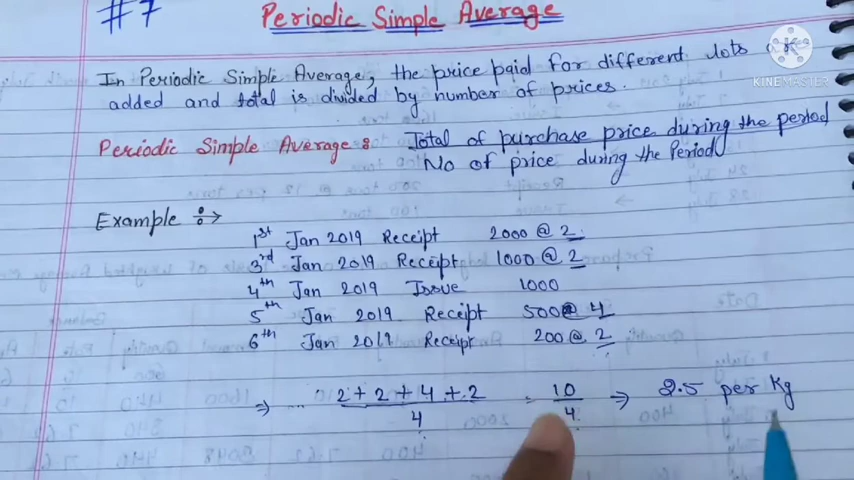 #7
Periodic Simple Average
In Periodic Simple Average, the price paid for different lots
KINEMASTER
added and total is divided by number of prices.
Periodic Simple Average : Total of purchase price during the period
No of price during the Period
Example :→
1st Jan 2019 Receipt 2000 @ 2
3rd Jan 2019 Receipt 1000 @ 2
4th Jan 2019 Issue 1000
5th Jan 2019 Receipt 500@ 4
6th Jan 2019 Receipt 200 @ 2
⇒ 2 + 2 + 4 + 2 = 10 → 2.5 per Kg
4 4